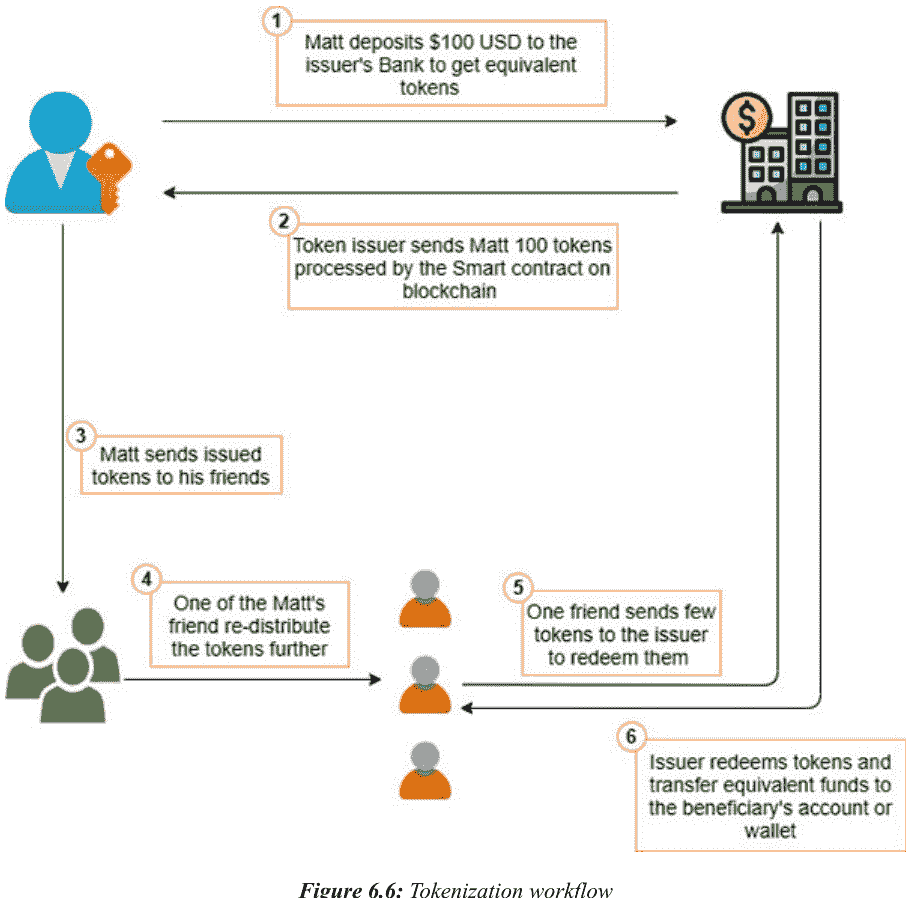 1
Matt deposits $100 USD to the
issuer's Bank to get equivalent
tokens
$
2
Token issuer sends Matt 100 tokens
processed by the Smart contract on
blockchain
3
Matt sends issued
tokens to his friends
4
One of the Matt's
friend re-distribute
the tokens further
5
One friend sends few
tokens to the issuer
to redeem them
6
Issuer redeems tokens and
transfer equivalent funds to
the beneficiary's account or
wallet
Figure 6.6: Tokenization workflow